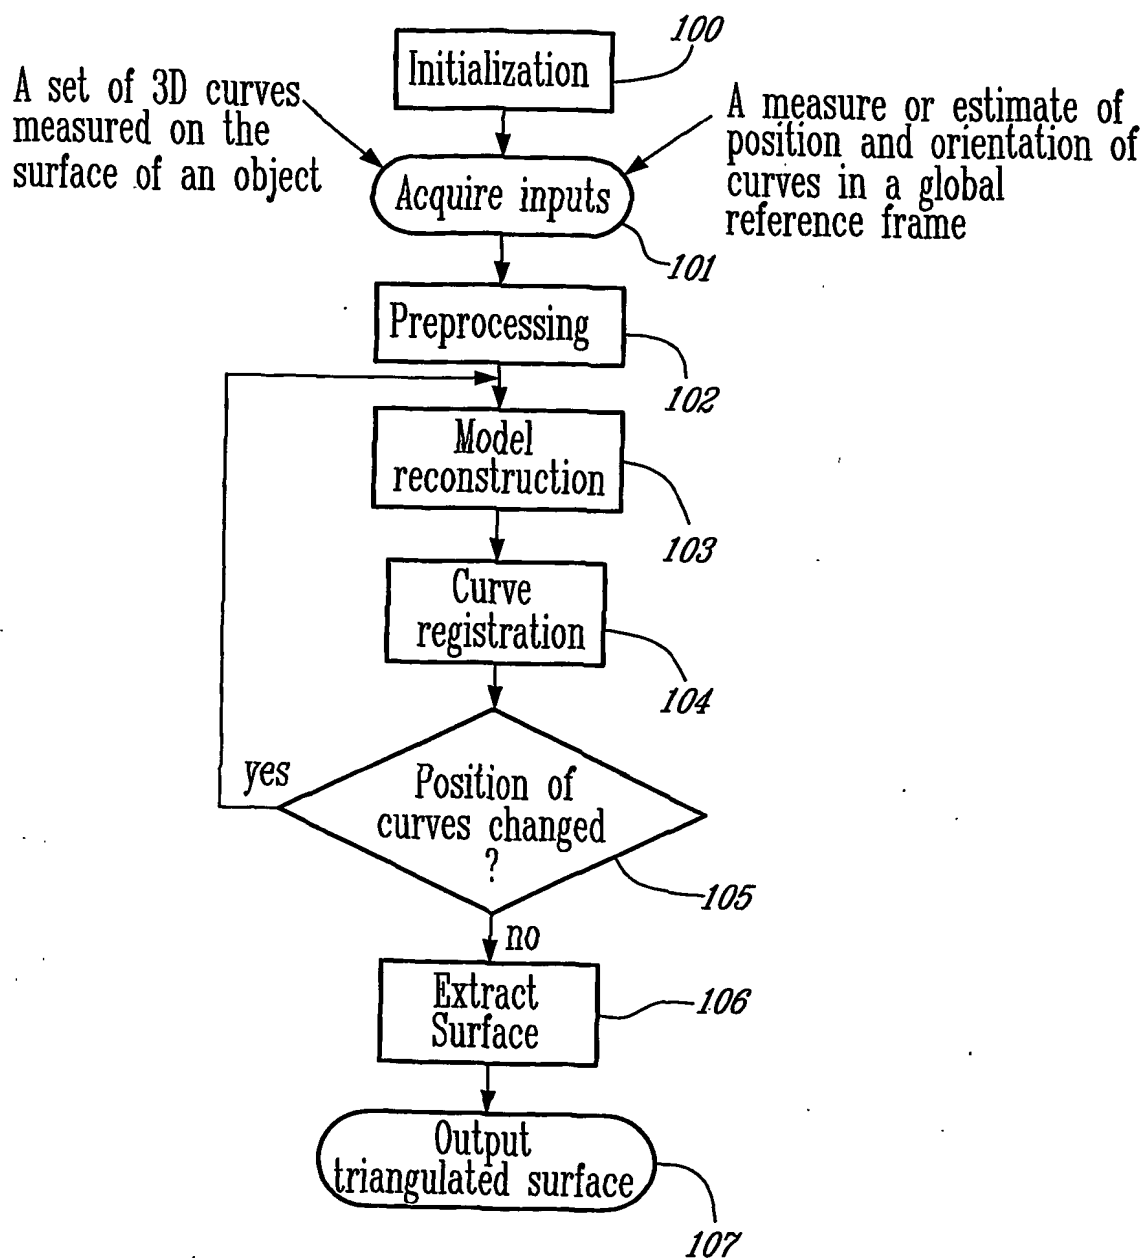 100
Initialization
A set of 3D curves
measured on the
surface of an object
A measure or estimate of
position and orientation of
curves in a global
reference frame
Acquire inputs
101
Preprocessing
102
Model
reconstruction
103
Curve
registration
104
yes
Position of
curves changed
?
105
no
Extract
Surface
106
Output
triangulated surface
107